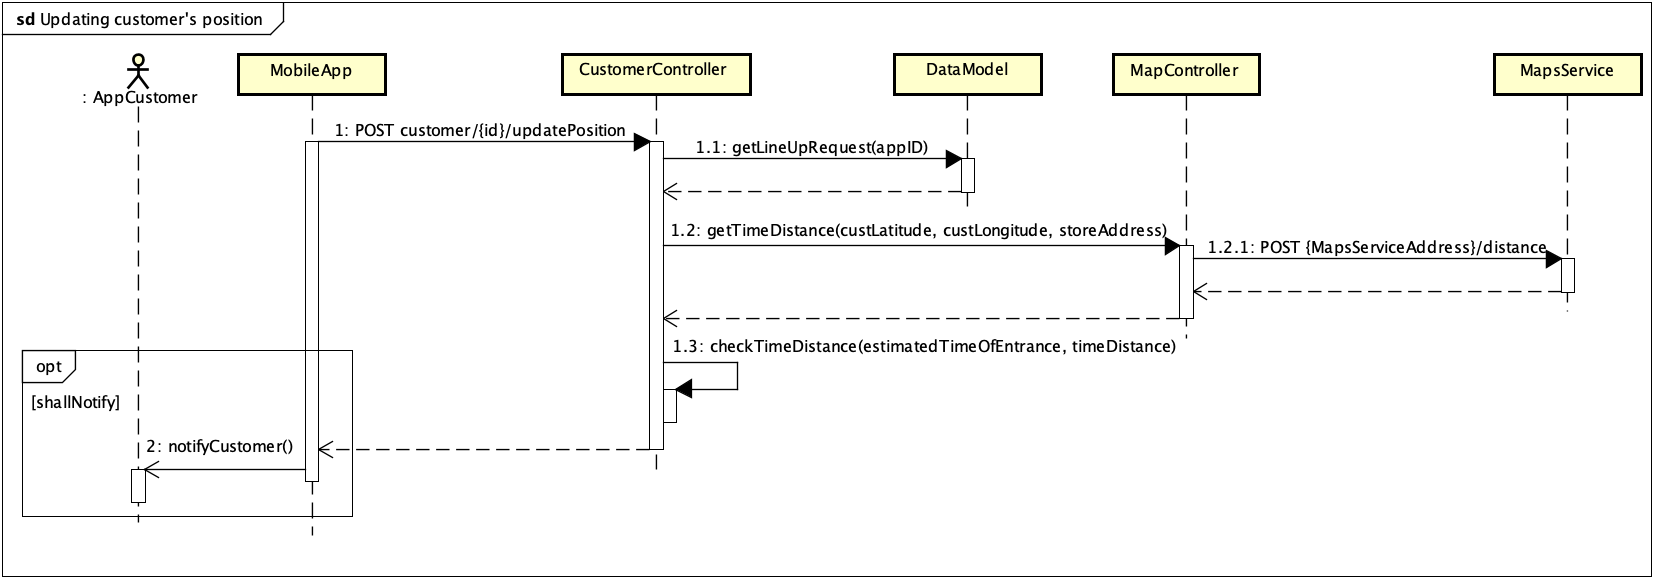 sd Updating customer's position
: AppCustomer
MobileApp
CustomerController
DataModel
MapController
MapsService
1: POST customer/{id}/updatePosition
1.1: getLineUpRequest(appID)
1.2: getTimeDistance(custLatitude, custLongitude, storeAddress)
1.2.1: POST {MapsServiceAddress}/distance
1.3: checkTimeDistance(estimatedTimeOfEntrance, timeDistance)
opt
[shallNotify]
2: notifyCustomer()